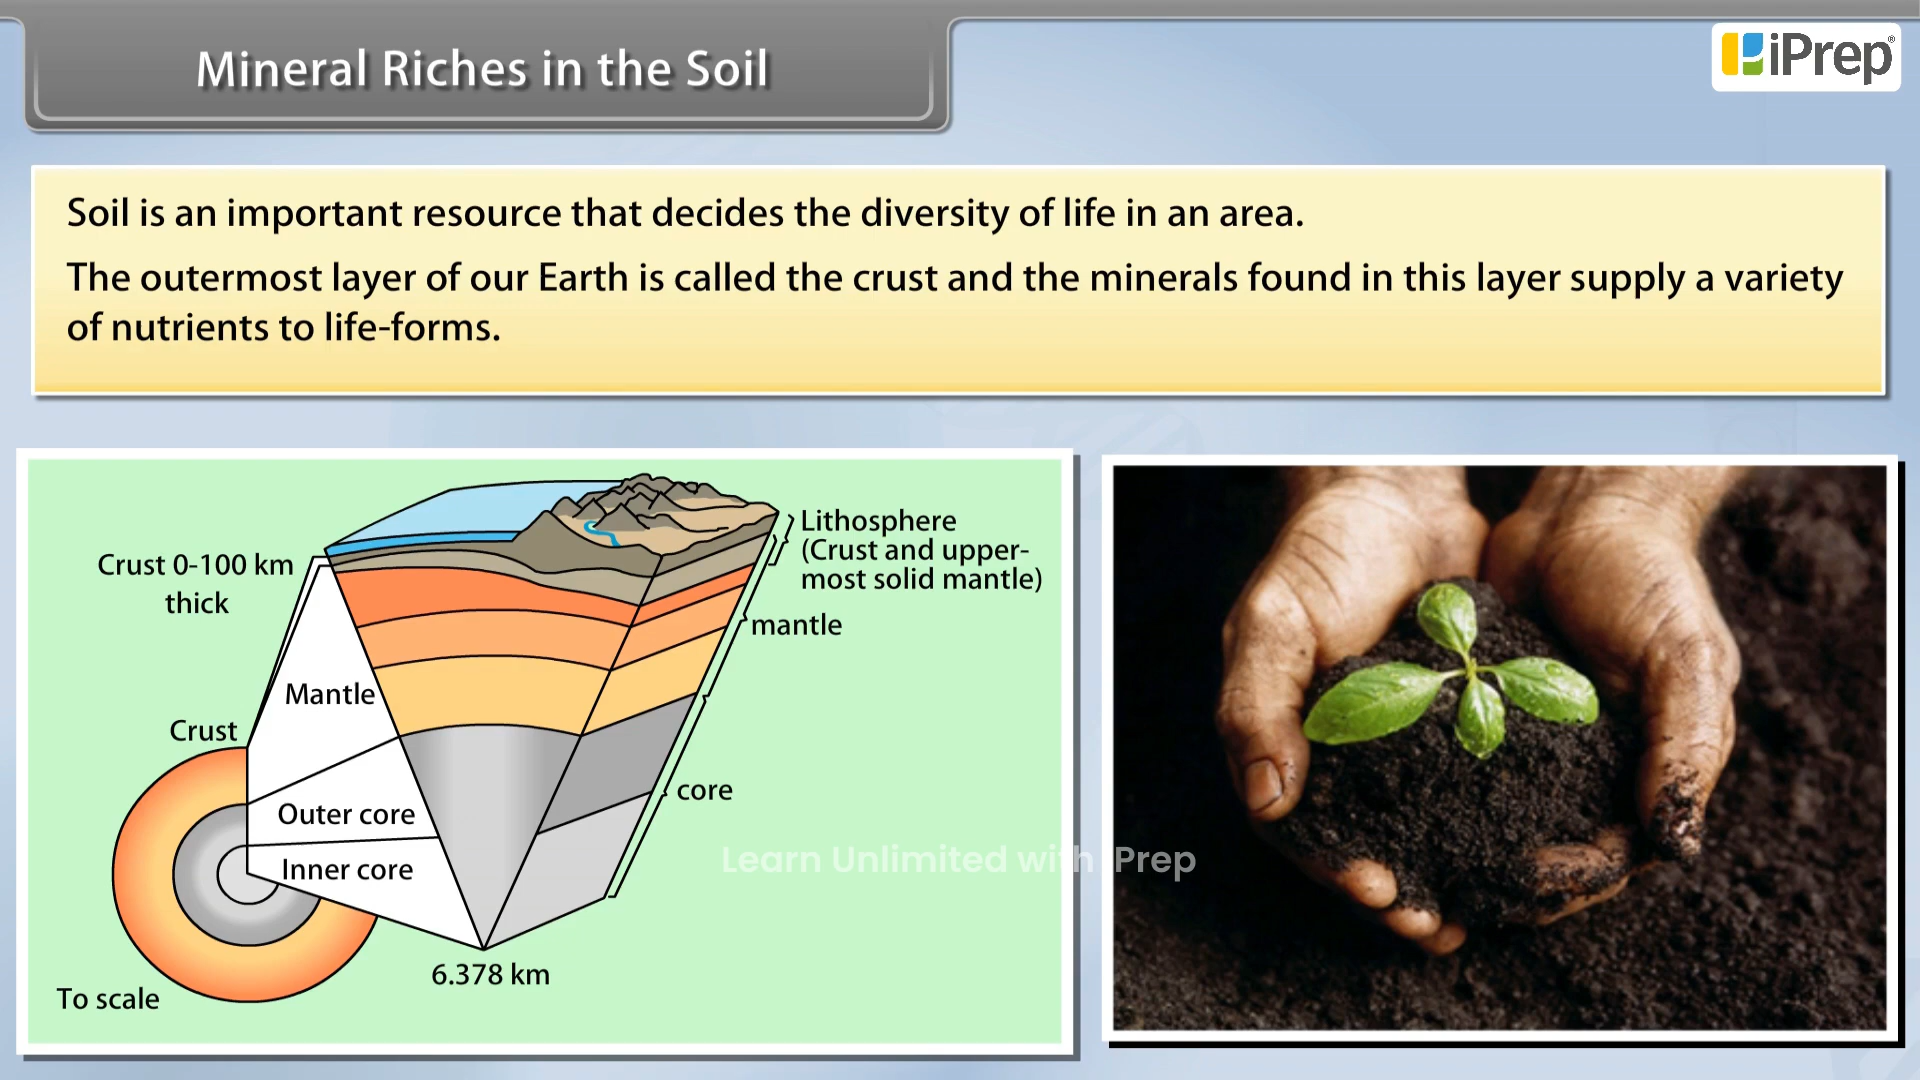 Mineral Riches in the Soil
iPrep®
Soil is an important resource that decides the diversity of life in an area.
The outermost layer of our Earth is called the crust and the minerals found in this layer supply a variety
of nutrients to life-forms.
Crust 0-100 km
thick
Lithosphere
(Crust and upper-
most solid mantle)
mantle
Mantle
Crust
core
Outer core
Inner core
6.378 km
To scale
Learn Unlimited with iPrep